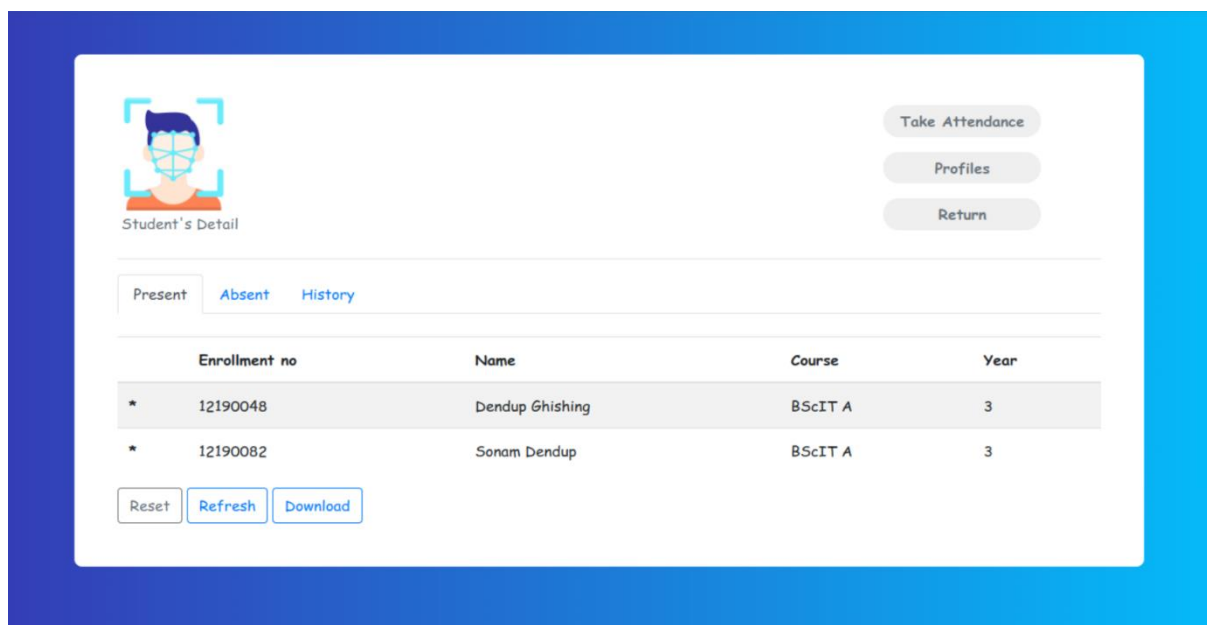 Take Attendance
Profiles
Return
Student's Detail
Present Absent History
Enrollment no Name Course Year
* 12190048 Dendup Ghishing BScIT A 3
* 12190082 Sonam Dendup BScIT A 3
Reset Refresh Download